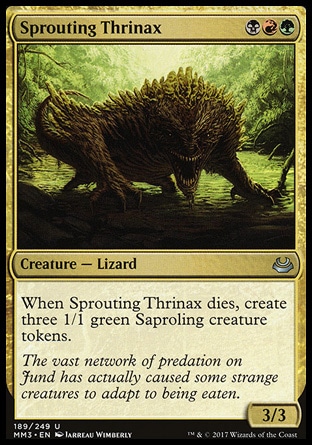 Sprouting Thrinax
Creature — Lizard
When Sprouting Thrinax dies, create
three 1/1 green Saproling creature
tokens.
The vast network of predation on
Jund has actually caused some strange
creatures to adapt to being eaten.
3/3
189/249 U
MM3 • EN Jarreau Wimberly
™ & © 2017 Wizards of the Coast